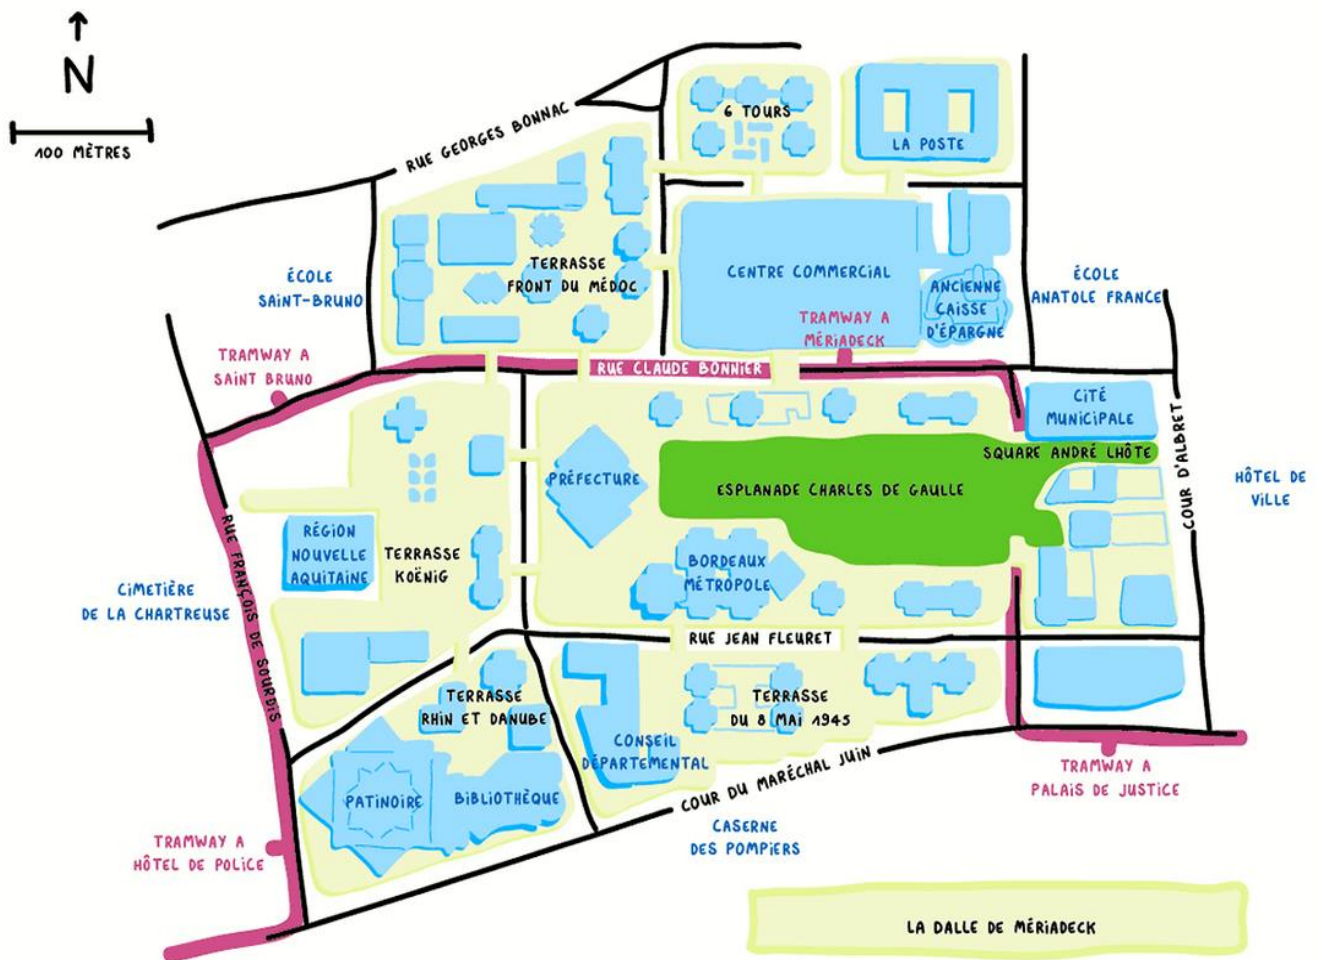 N
100 MÈTRES
RUE GEORGES BONNAC
6 TOURS
LA POSTE
ÉCOLE
SAINT-BRUNO
TERRASSE
FRONT DU MÉDOC
CENTRE COMMERCIAL
ANCIENNE
CAISSE
D'ÉPARGNE
ÉCOLE
ANATOLE FRANCE
TRAMWAY A
MÉRIADECK
TRAMWAY A
SAINT BRUNO
RUE CLAUDE BONNIER
CITÉ
MUNICIPALE
SQUARE ANDRÉ LHÔTE
COUR D'ALBRET
HÔTEL DE
VILLE
PRÉFECTURE
ESPLANADE CHARLES DE GAULLE
RÉGION
NOUVELLE
AQUITAINE
TERRASSE
KOËNIG
RUE FRANÇOIS DE SOURDIS
BORDEAUX
MÉTROPOLE
CIMETIÈRE
DE LA CHARTREUSE
RUE JEAN FLEURET
TERRASSE
RHIN ET DANUBE
TERRASSE
DU 8 MAI 1945
CONSEIL
DÉPARTEMENTAL
COUR DU MARÉCHAL JUIN
TRAMWAY A
PALAIS DE JUSTICE
PATINOIRE
BIBLIOTHÈQUE
TRAMWAY A
HÔTEL DE POLICE
CASERNE
DES POMPIERS
LA DALLE DE MÉRIADECK